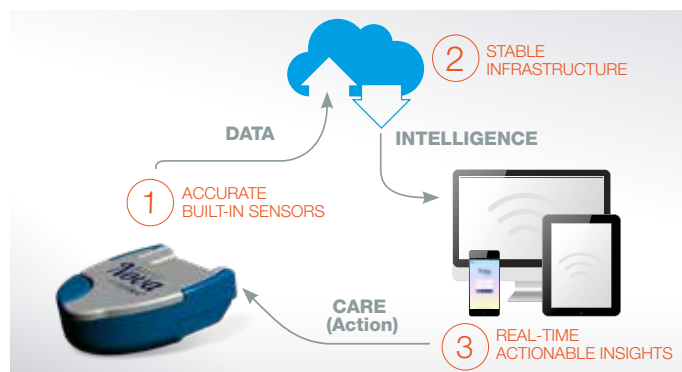 2
STABLE
INFRASTRUCTURE
DATA
INTELLIGENCE
1
ACCURATE
BUILT-IN SENSORS
CARE
(Action)
3
REAL-TIME
ACTIONABLE INSIGHTS